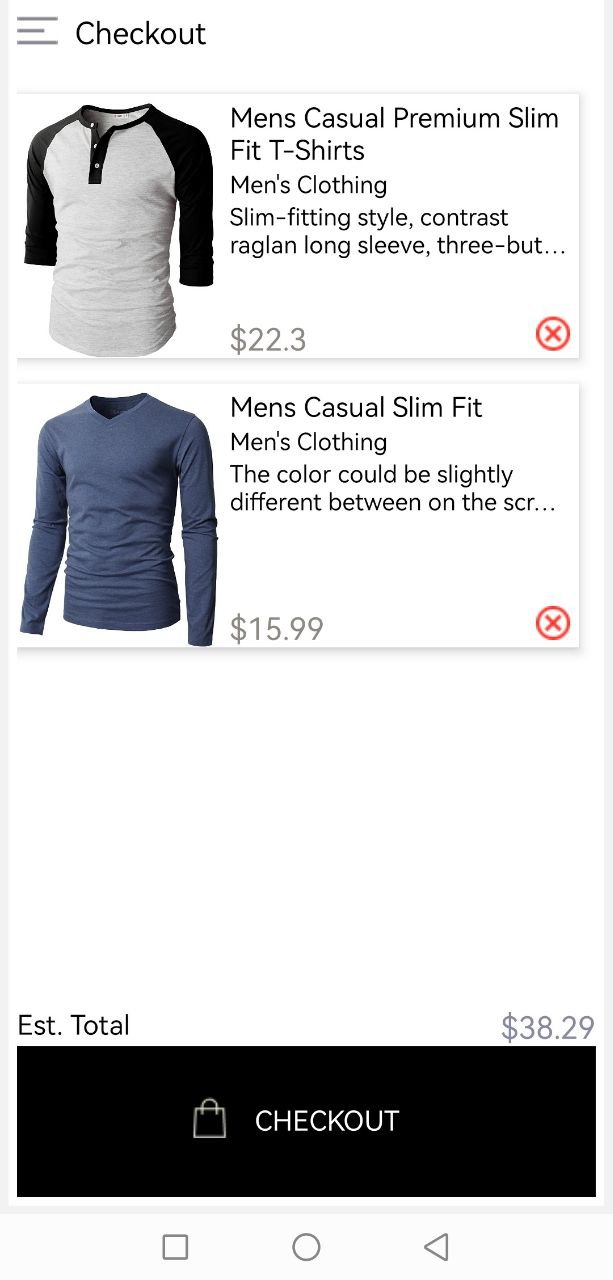 Checkout
Mens Casual Premium Slim
Fit T-Shirts
Men's Clothing
Slim-fitting style, contrast
raglan long sleeve, three-but...
$22.3
Mens Casual Slim Fit
Men's Clothing
The color could be slightly
different between on the scr...
$15.99
Est. Total
$38.29
CHECKOUT